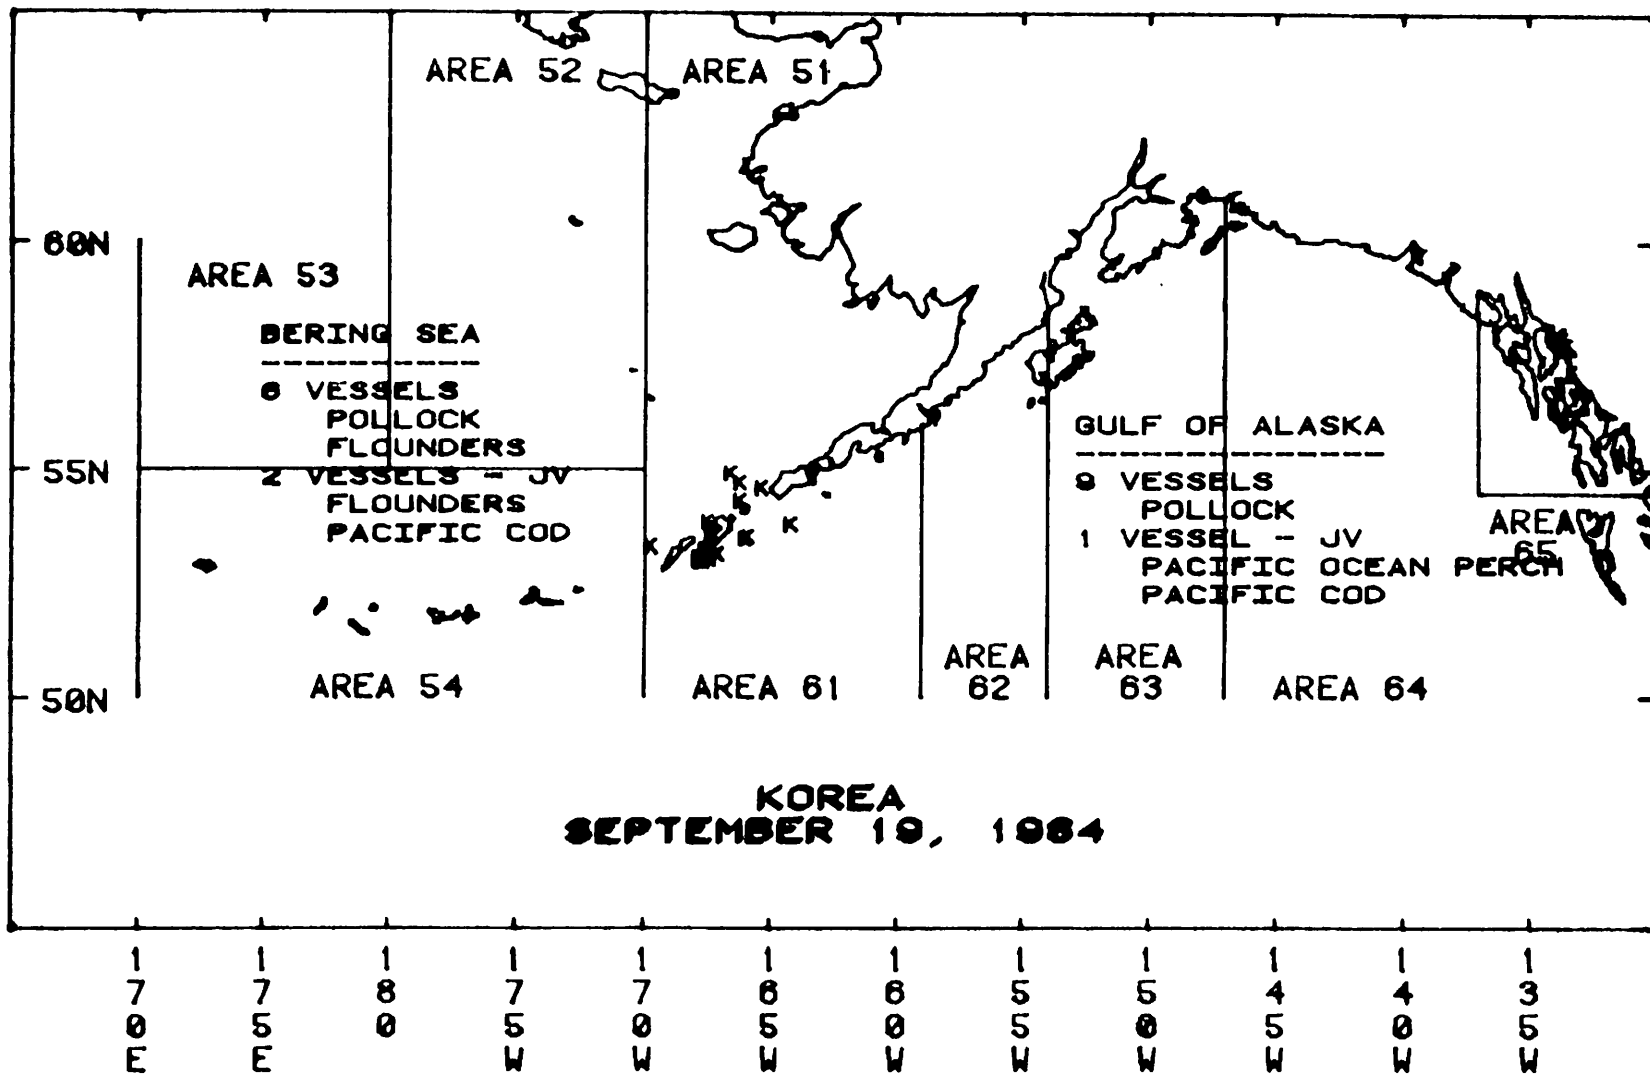 AREA 52
AREA 51
60N
AREA 53
BERING SEA
6 VESSELS
POLLOCK
FLOUNDERS
55N
2 VESSELS - JV
FLOUNDERS
PACIFIC COD
GULF OF ALASKA
9 VESSELS
POLLOCK
1 VESSEL - JV
PACIFIC OCEAN PERCH
PACIFIC COD
AREA
65
K
K
K
K
K
K
K
K
AREA 54
AREA 61
AREA
62
AREA
63
AREA 64
50N
KOREA
SEPTEMBER 19, 1984
170E
175E
180
175W
170W
165W
160W
155W
150W
145W
140W
135W